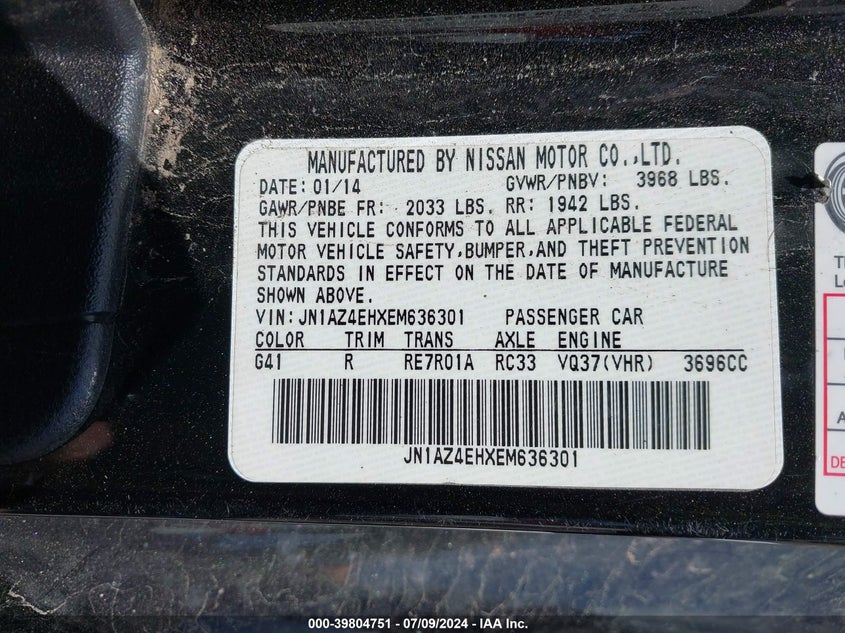 MANUFACTURED BY NISSAN MOTOR CO.,LTD.
DATE: 01/14 GVWR/PNBV: 3968 LBS.
GAWR/PNBE FR: 2033 LBS. RR: 1942 LBS.
THIS VEHICLE CONFORMS TO ALL APPLICABLE FEDERAL
MOTOR VEHICLE SAFETY,BUMPER,AND THEFT PREVENTION
STANDARDS IN EFFECT ON THE DATE OF MANUFACTURE
SHOWN ABOVE.
VIN: JN1AZ4EHXEM636301 PASSENGER CAR
COLOR TRIM TRANS AXLE ENGINE
G41 R RE7R01A RC33 VQ37(VHR) 3696CC
JN1AZ4EHXEM636301
000-39804751 - 07/09/2024 - IAA Inc.